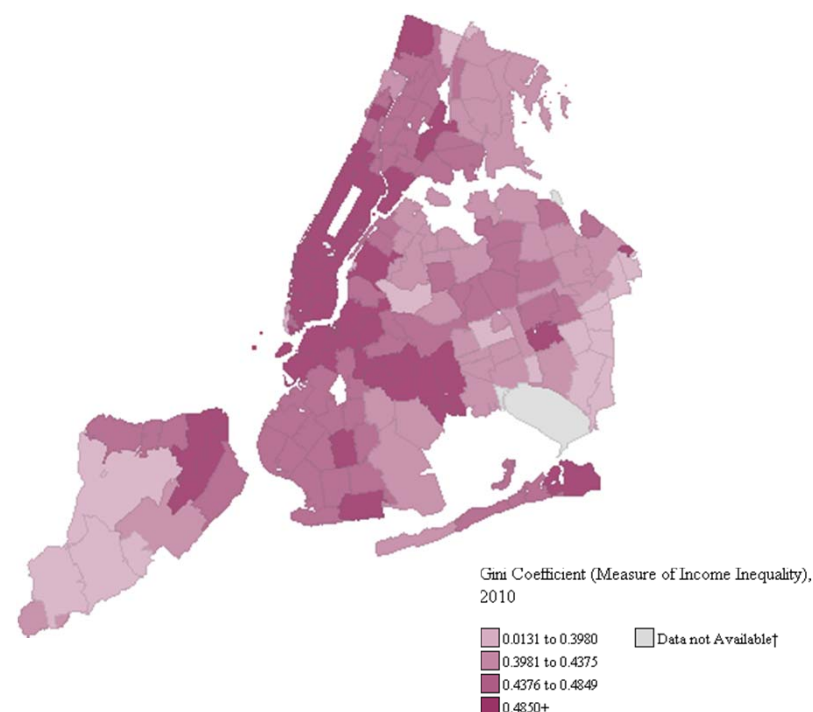 Gini Coefficient (Measure of Income Inequality),
2010
0.0131 to 0.3980
Data not Available†
0.3981 to 0.4375
0.4376 to 0.4849
0.4850+